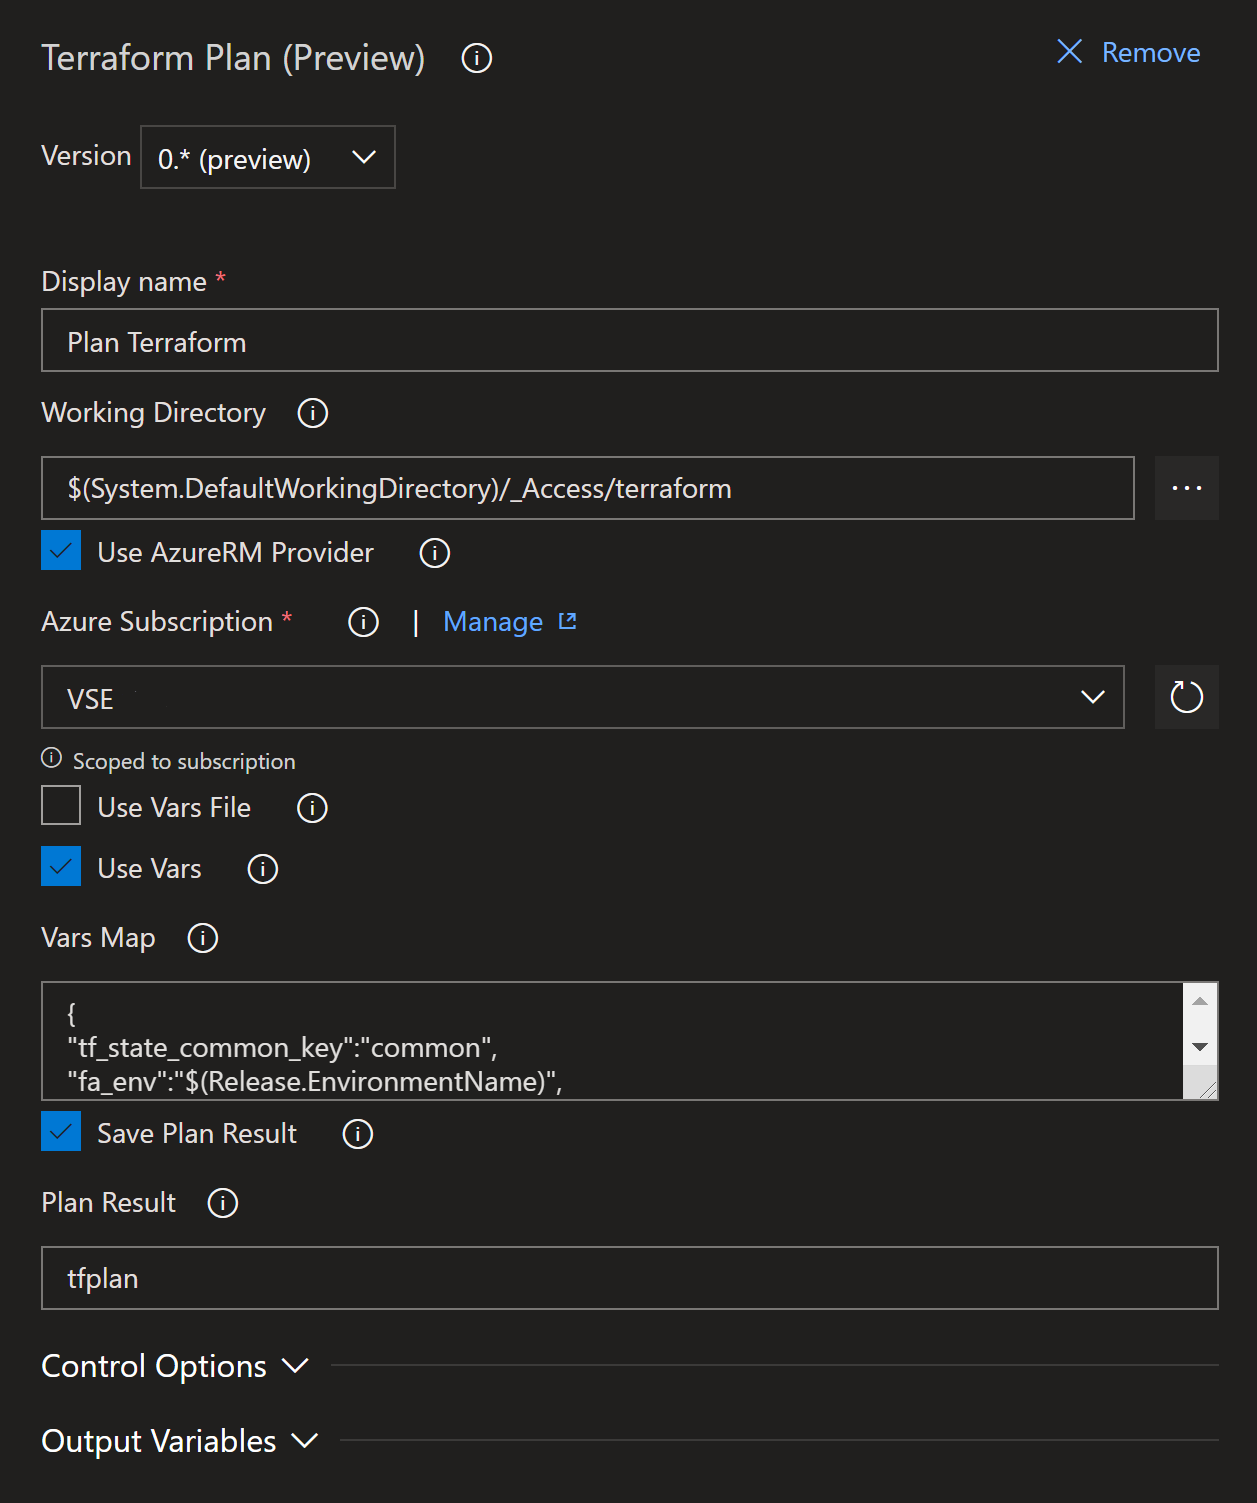 Terraform Plan (Preview)
Remove
Version
0.* (preview)
Display name *
Plan Terraform
Working Directory
$(System.DefaultWorkingDirectory)/_Access/terraform
Use AzureRM Provider
Azure Subscription * | Manage
VSE
Scoped to subscription
Use Vars File
Use Vars
Vars Map
{
"tf_state_common_key":"common",
"fa_env":"$(Release.EnvironmentName)",
Save Plan Result
Plan Result
tfplan
Control Options
Output Variables